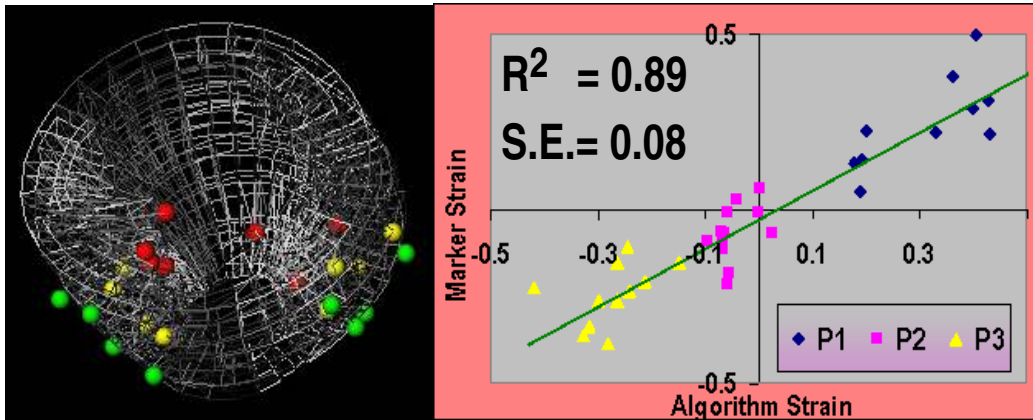 R² = 0.89
S.E.= 0.08
0.5
-0.5 -0.3 -0.1 0.1 0.3
-0.5
Marker Strain
Algorithm Strain
P1 P2 P3